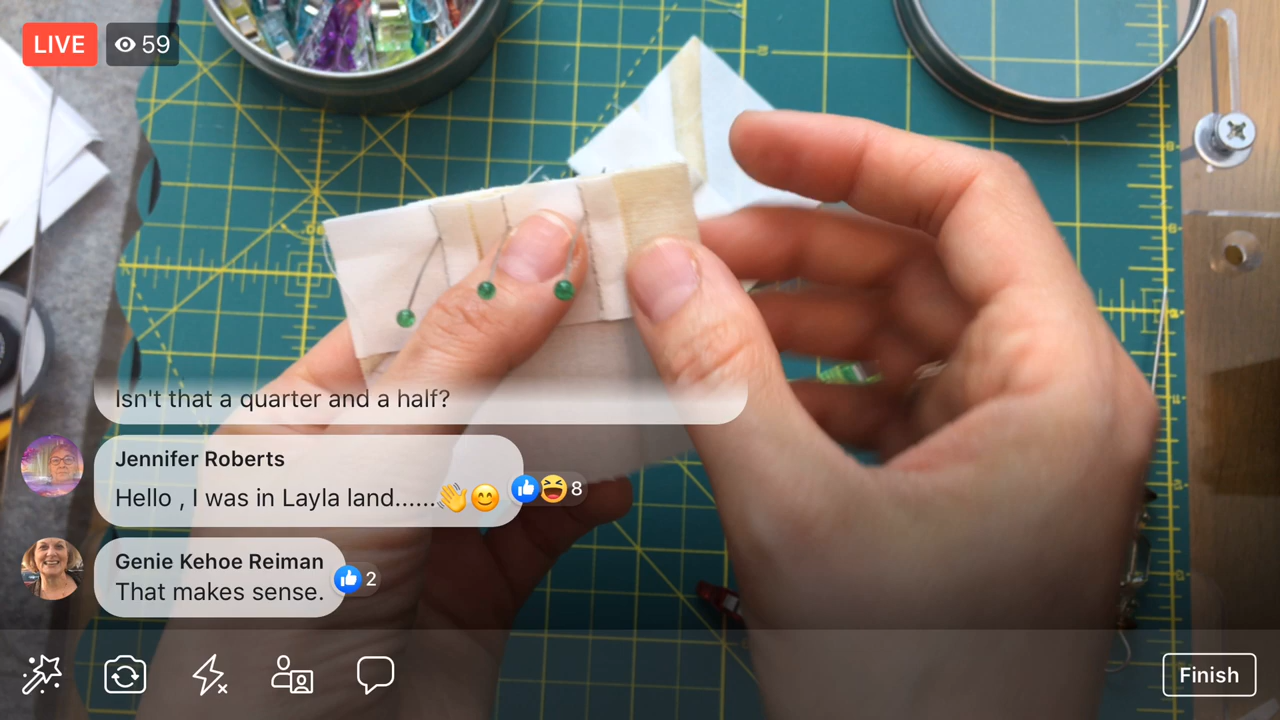 LIVE
59
Isn't that a quarter and a half?
Jennifer Roberts
Hello , I was in Layla land......👋😊
8
Genie Kehoe Reiman
That makes sense.
2
Finish